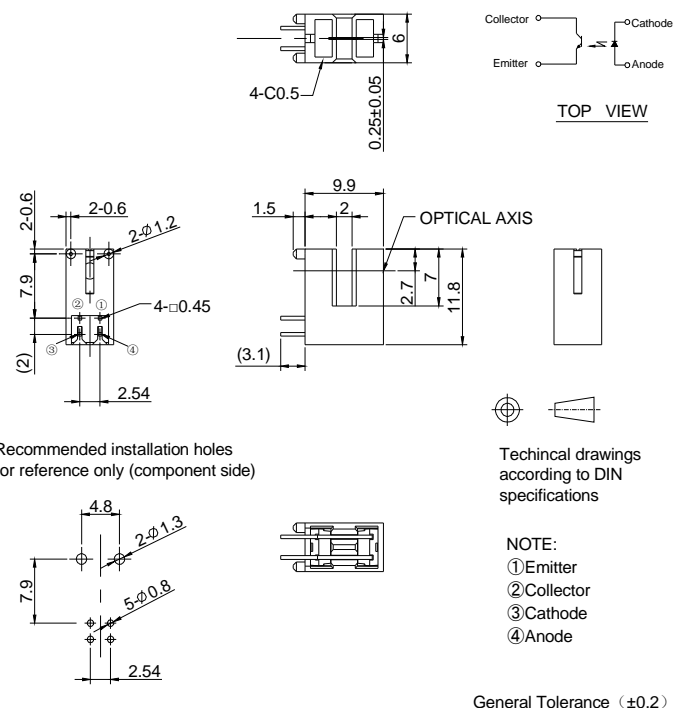 Collector
Cathode
Emitter
Anode
TOP VIEW
6
4-C0.5
0.25±0.05
2-0.6
2-0.6
2-Ø1.2
7.9
②
①
4-□0.45
③
④
(2)
2.54
9.9
1.5
2
OPTICAL AXIS
2.7
7
11.8
(3.1)
Recommended installation holes
or reference only (component side)
4.8
2-Ø1.3
7.9
5-Ø0.8
2.54
Techincal drawings
according to DIN
specifications
NOTE:
①Emitter
②Collector
③Cathode
④Anode
General Tolerance（±0.2）